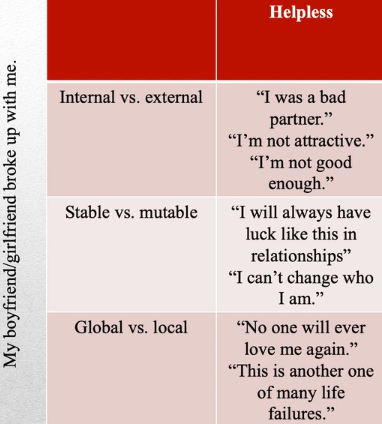 My boyfriend/girlfriend broke up with me.
Helpless
Internal vs. external
“I was a bad
partner.”
“I’m not attractive.”
“I’m not good
enough.”
Stable vs. mutable
“I will always have
luck like this in
relationships”
“I can’t change who
I am.”
Global vs. local
“No one will ever
love me again.”
“This is another one
of many life
failures.”